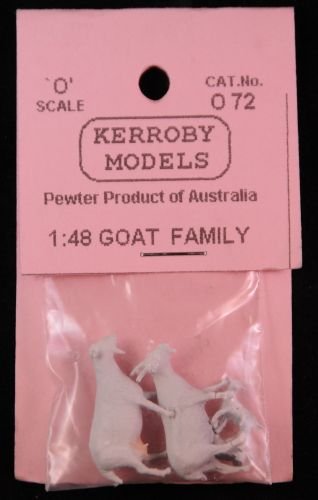 `O' SCALE
CAT.No. O 72
KERROBY
MODELS
Pewter Product of Australia
1:48 GOAT FAMILY